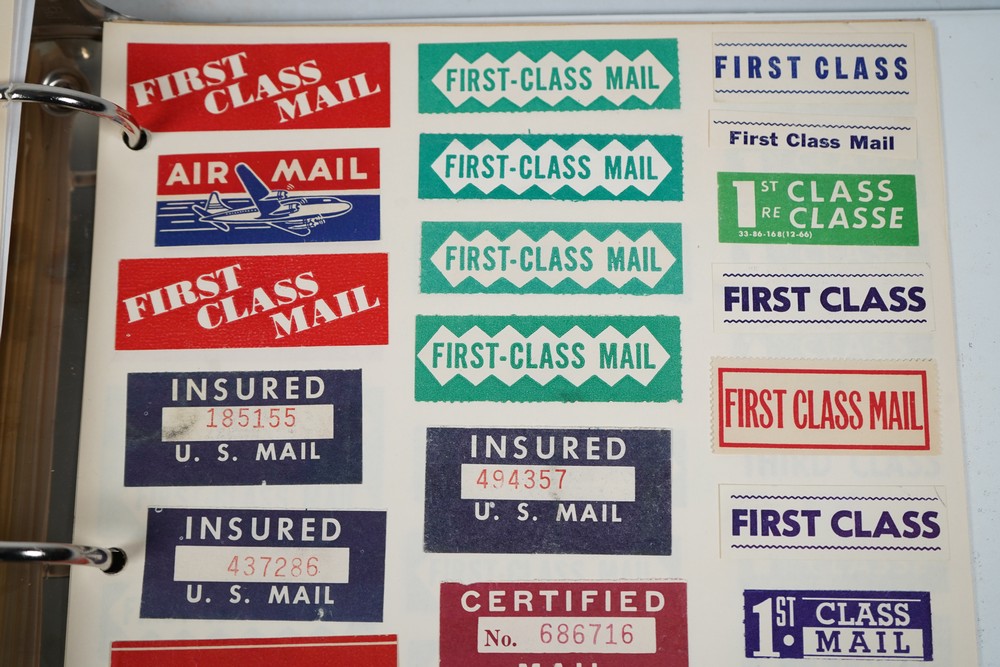 FIRST
CLASS
MAIL
AIR MAIL
FIRST
CLASS
MAIL
INSURED
185155
U. S. MAIL
INSURED
437286
U. S. MAIL
FIRST-CLASS MAIL
FIRST-CLASS MAIL
FIRST-CLASS MAIL
FIRST-CLASS MAIL
INSURED
494357
U. S. MAIL
CERTIFIED
No. 686716
MAIL
FIRST CLASS
First Class Mail
1ST CLASS
RE CLASSE
33-86-168(12-66)
FIRST CLASS
FIRST CLASS MAIL
FIRST CLASS
1ST CLASS
MAIL